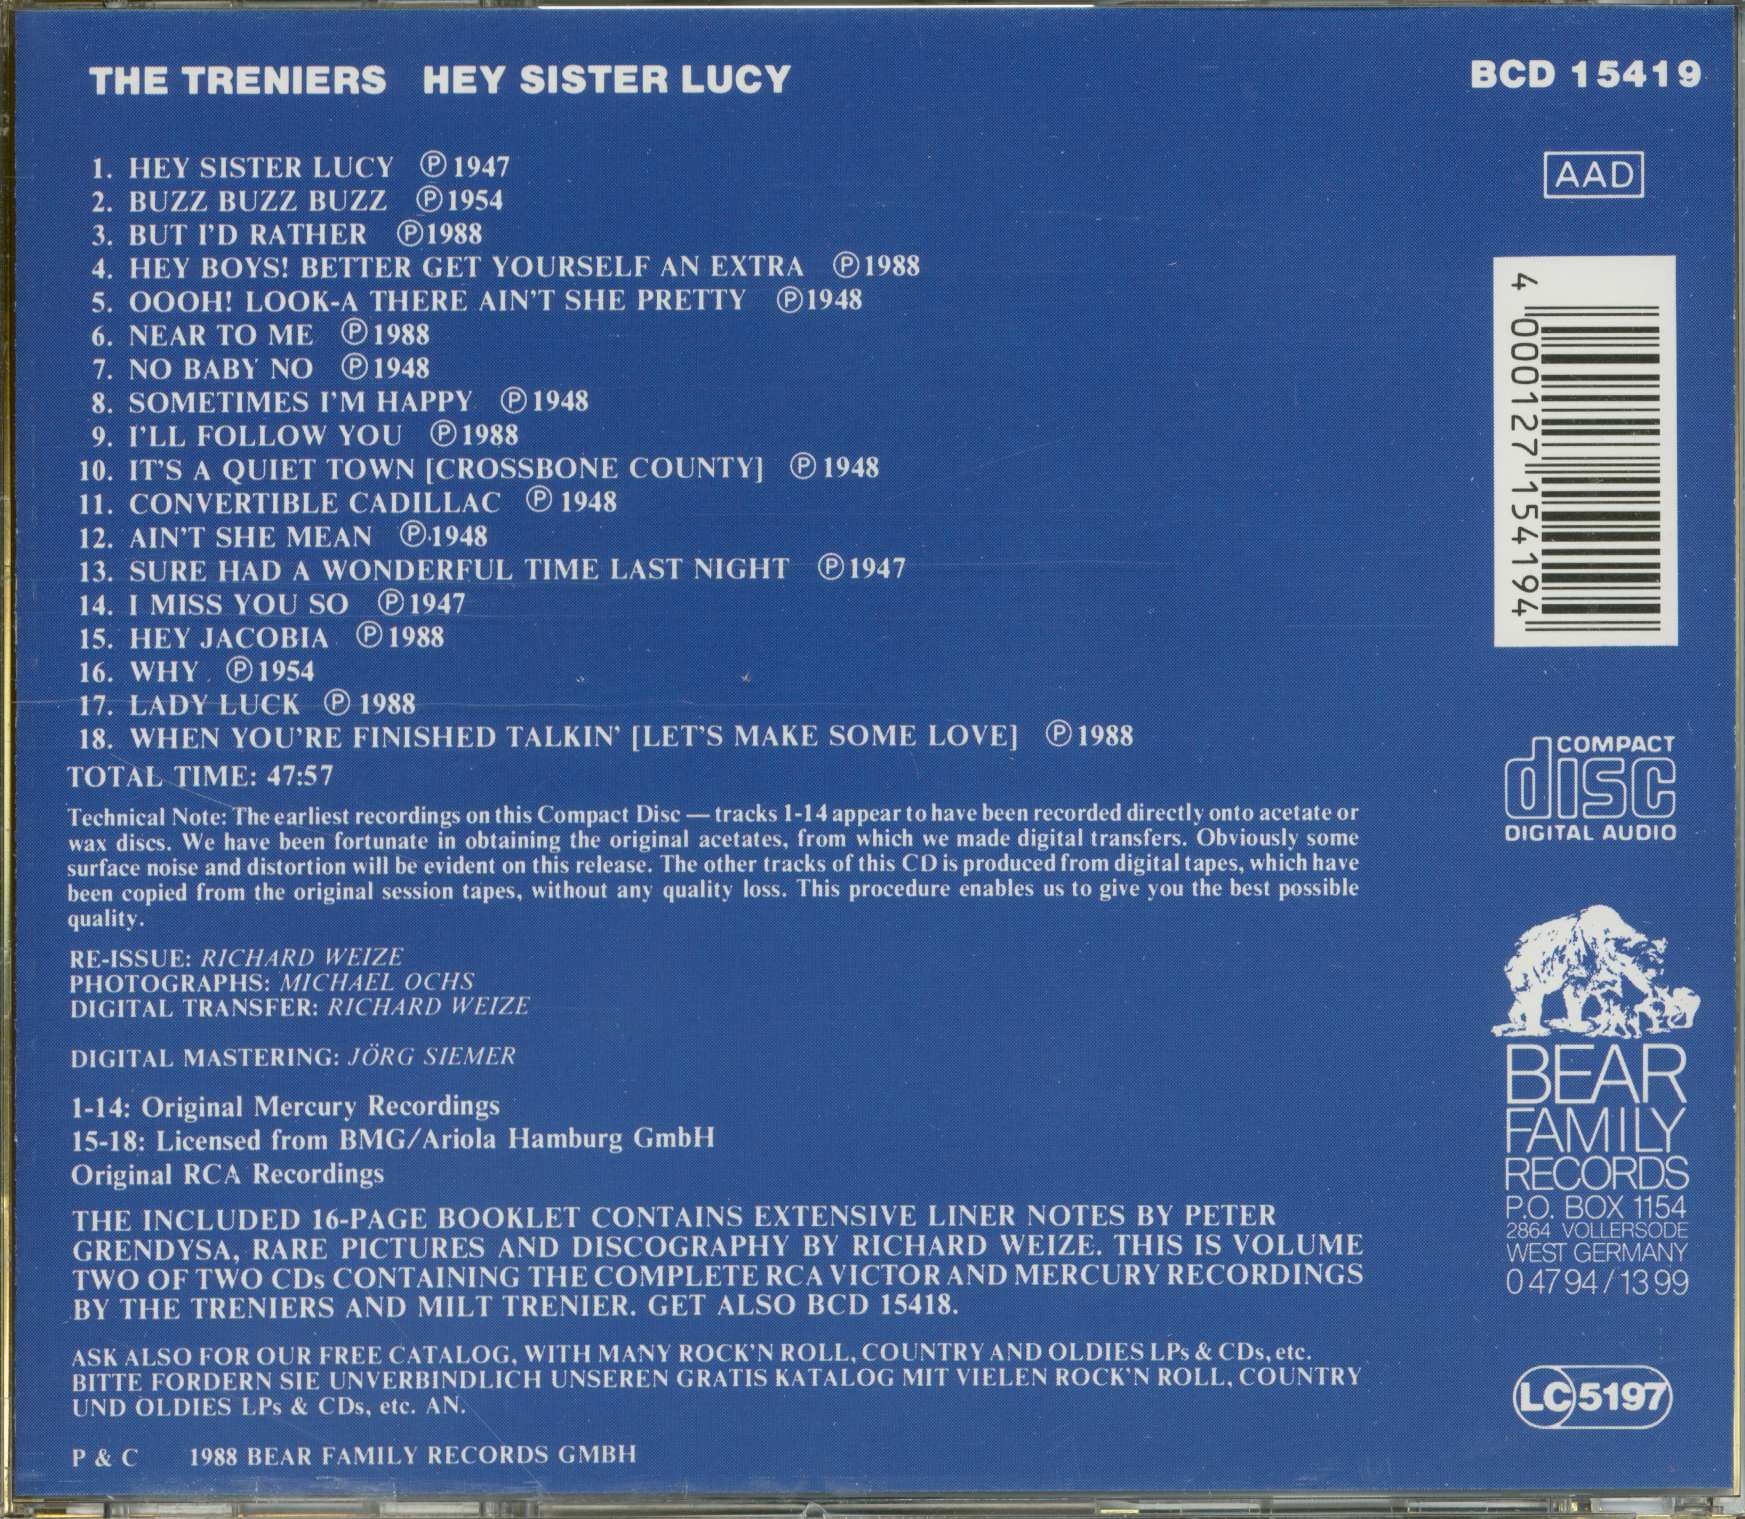 THE TRENIERS HEY SISTER LUCY
BCD 15419
1. HEY SISTER LUCY Ⓟ 1947
2. BUZZ BUZZ BUZZ Ⓟ 1954
3. BUT I'D RATHER Ⓟ 1988
4. HEY BOYS! BETTER GET YOURSELF AN EXTRA Ⓟ 1988
5. OOOH! LOOK-A THERE AIN'T SHE PRETTY Ⓟ 1948
6. NEAR TO ME Ⓟ 1988
7. NO BABY NO Ⓟ 1948
8. SOMETIMES I'M HAPPY Ⓟ 1948
9. I'LL FOLLOW YOU Ⓟ 1988
10. IT'S A QUIET TOWN [CROSSBONE COUNTY] Ⓟ 1948
11. CONVERTIBLE CADILLAC Ⓟ 1948
12. AIN'T SHE MEAN Ⓟ 1948
13. SURE HAD A WONDERFUL TIME LAST NIGHT Ⓟ 1947
14. I MISS YOU SO Ⓟ 1947
15. HEY JACOBIA Ⓟ 1988
16. WHY Ⓟ 1954
17. LADY LUCK Ⓟ 1988
18. WHEN YOU'RE FINISHED TALKIN' [LET'S MAKE SOME LOVE] Ⓟ 1988
TOTAL TIME: 47:57
Technical Note: The earliest recordings on this Compact Disc — tracks 1-14 appear to have been recorded directly onto acetate or
wax discs. We have been fortunate in obtaining the original acetates, from which we made digital transfers. Obviously some
surface noise and distortion will be evident on this release. The other tracks of this CD is produced from digital tapes, which have
been copied from the original session tapes, without any quality loss. This procedure enables us to give you the best possible
quality.
RE-ISSUE: RICHARD WEIZE
PHOTOGRAPHS: MICHAEL OCHS
DIGITAL TRANSFER: RICHARD WEIZE
DIGITAL MASTERING: JÖRG SIEMER
1-14: Original Mercury Recordings
15-18: Licensed from BMG/Ariola Hamburg GmbH
Original RCA Recordings
THE INCLUDED 16-PAGE BOOKLET CONTAINS EXTENSIVE LINER NOTES BY PETER
GRENDYSA, RARE PICTURES AND DISCOGRAPHY BY RICHARD WEIZE. THIS IS VOLUME
TWO OF TWO CDs CONTAINING THE COMPLETE RCA VICTOR AND MERCURY RECORDINGS
BY THE TRENIERS AND MILT TRENIER. GET ALSO BCD 15418.
ASK ALSO FOR OUR FREE CATALOG, WITH MANY ROCK'N ROLL, COUNTRY AND OLDIES LPs & CDs, etc.
BITTE FORDERN SIE UNVERBINDLICH UNSEREN GRATIS KATALOG MIT VIELEN ROCK'N ROLL, COUNTRY
UND OLDIES LPs & CDs, etc. AN.
P & C 1988 BEAR FAMILY RECORDS GMBH
AAD
4 000127 154194
COMPACT
disc
DIGITAL AUDIO
BEAR
FAMILY
RECORDS
P.O. BOX 1154
2864 VOLLERSODE
WEST GERMANY
0 47 94 / 13 99
LC 5197